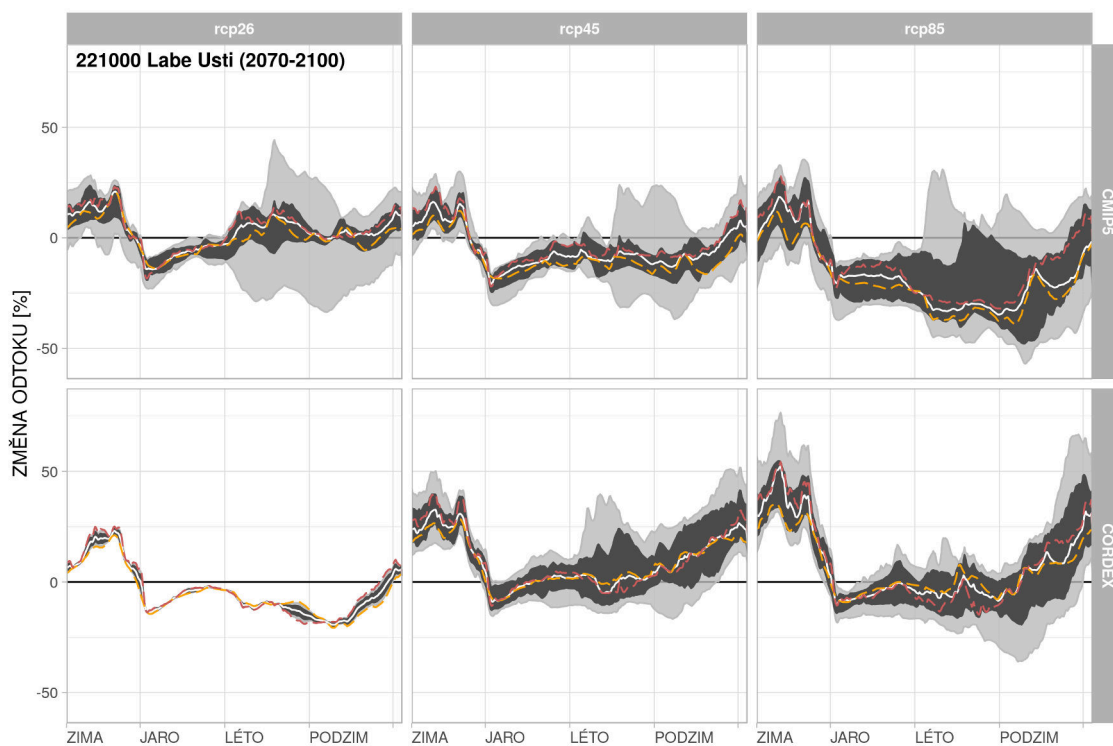 rcp26 rcp45 rcp85
221000 Labe Usti (2070-2100)
50
0
-50
CMIP5
ZMĚNA ODTOKU [%]
50
0
-50
CORDEX
ZIMA JARO LÉTO PODZIM ZIMA JARO LÉTO PODZIM ZIMA JARO LÉTO PODZIM